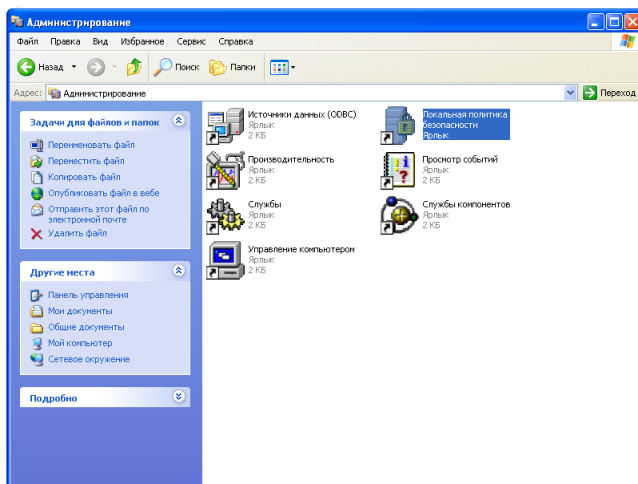 Администрирование
Файл Правка Вид Избранное Сервис Справка
Назад Поиск Папки
Адрес: Администрирование Переход
Задачи для файлов и папок
Переименовать файл
Переместить файл
Копировать файл
Опубликовать файл в вебе
Отправить этот файл по
электронной почте
Удалить файл
Другие места
Панель управления
Мои документы
Общие документы
Мой компьютер
Сетевое окружение
Подробно
Источники данных (ODBC)
Ярлык
2 КБ
Локальная политика
безопасности
Ярлык
Производительность
Ярлык
2 КБ
Просмотр событий
Ярлык
2 КБ
Службы
Ярлык
2 КБ
Службы компонентов
Ярлык
2 КБ
Управление компьютером
Ярлык
2 КБ